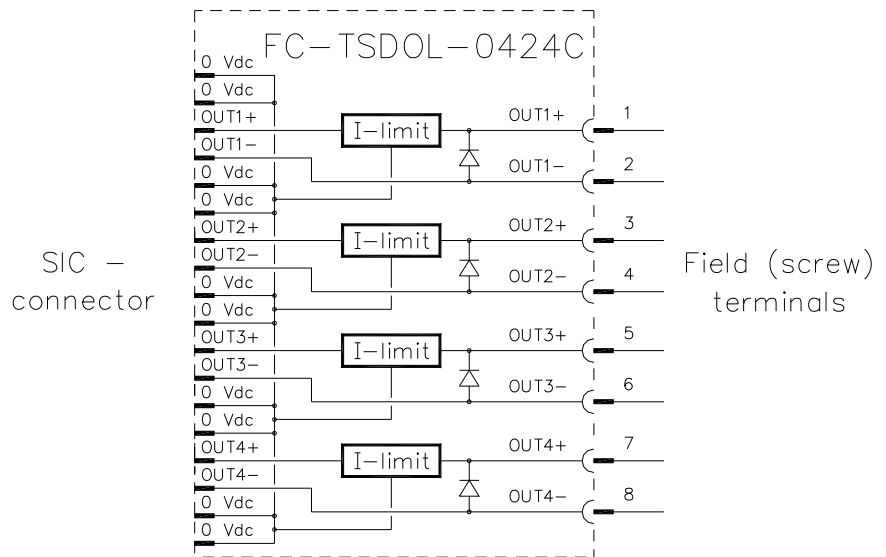 FC-TSDOL-0424C
0 Vdc
0 Vdc
OUT1+
OUT1-
0 Vdc
0 Vdc
OUT2+
OUT2-
0 Vdc
0 Vdc
OUT3+
OUT3-
0 Vdc
0 Vdc
OUT4+
OUT4-
0 Vdc
0 Vdc
SIC -
connector
I-limit
I-limit
I-limit
I-limit
OUT1+ 1
OUT1- 2
OUT2+ 3
OUT2- 4
OUT3+ 5
OUT3- 6
OUT4+ 7
OUT4- 8
Field (screw)
terminals